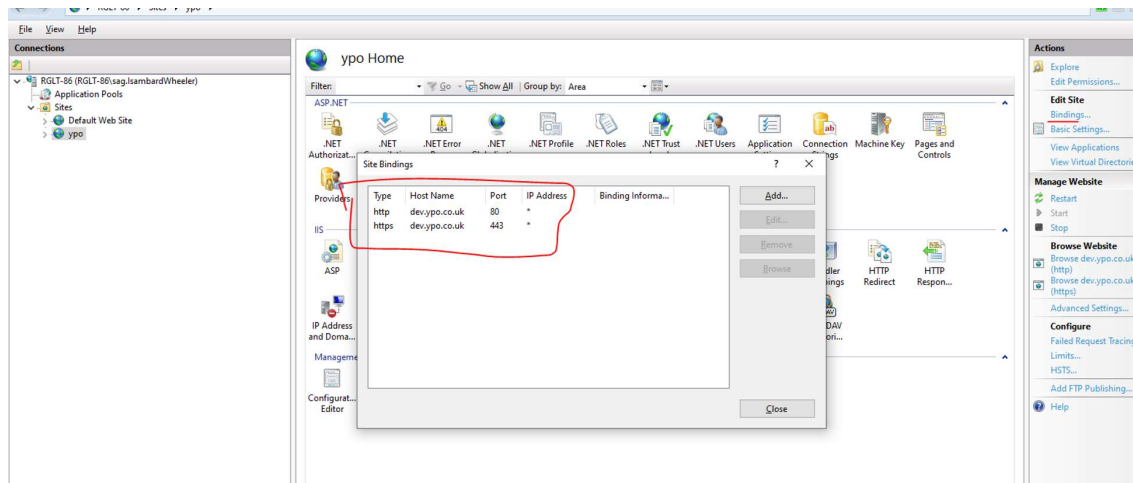 File View Help
Connections
RGLT-86 (RGLT-86\sag.IsambardWheeler)
Application Pools
Sites
Default Web Site
ypo
ypo Home
Filter: Go Show All Group by: Area
ASP.NET
.NET Authorizat...
.NET
.NET Error
.NET
.NET Profile
.NET Roles
.NET Trust
.NET Users
Application
Connection
Machine Key
Pages and Controls
Providers
IIS
ASP
HTTP Redirect
HTTP Respon...
IP Address and Doma...
Configurat... Editor
Site Bindings
? X
Type Host Name Port IP Address Binding Informa...
http dev.ypo.co.uk 80 *
https dev.ypo.co.uk 443 *
Add...
Edit...
Remove
Browse
Close
Actions
Explore
Edit Permissions...
Edit Site
Bindings...
Basic Settings...
View Applications
View Virtual Directorie
Manage Website
Restart
Start
Stop
Browse Website
Browse dev.ypo.co.uk
(http)
Browse dev.ypo.co.uk
(https)
Advanced Settings...
Configure
Failed Request Tracing
Limits...
HSTS...
Add FTP Publishing...
Help